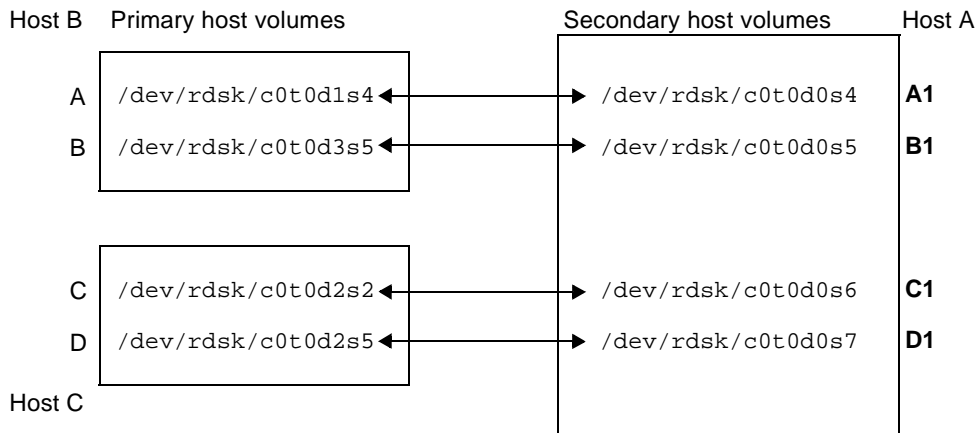 Host B Primary host volumes Secondary host volumes Host A
A /dev/rdsk/c0t0d1s4 /dev/rdsk/c0t0d0s4 A1
B /dev/rdsk/c0t0d3s5 /dev/rdsk/c0t0d0s5 B1
C /dev/rdsk/c0t0d2s2 /dev/rdsk/c0t0d0s6 C1
D /dev/rdsk/c0t0d2s5 /dev/rdsk/c0t0d0s7 D1
Host C